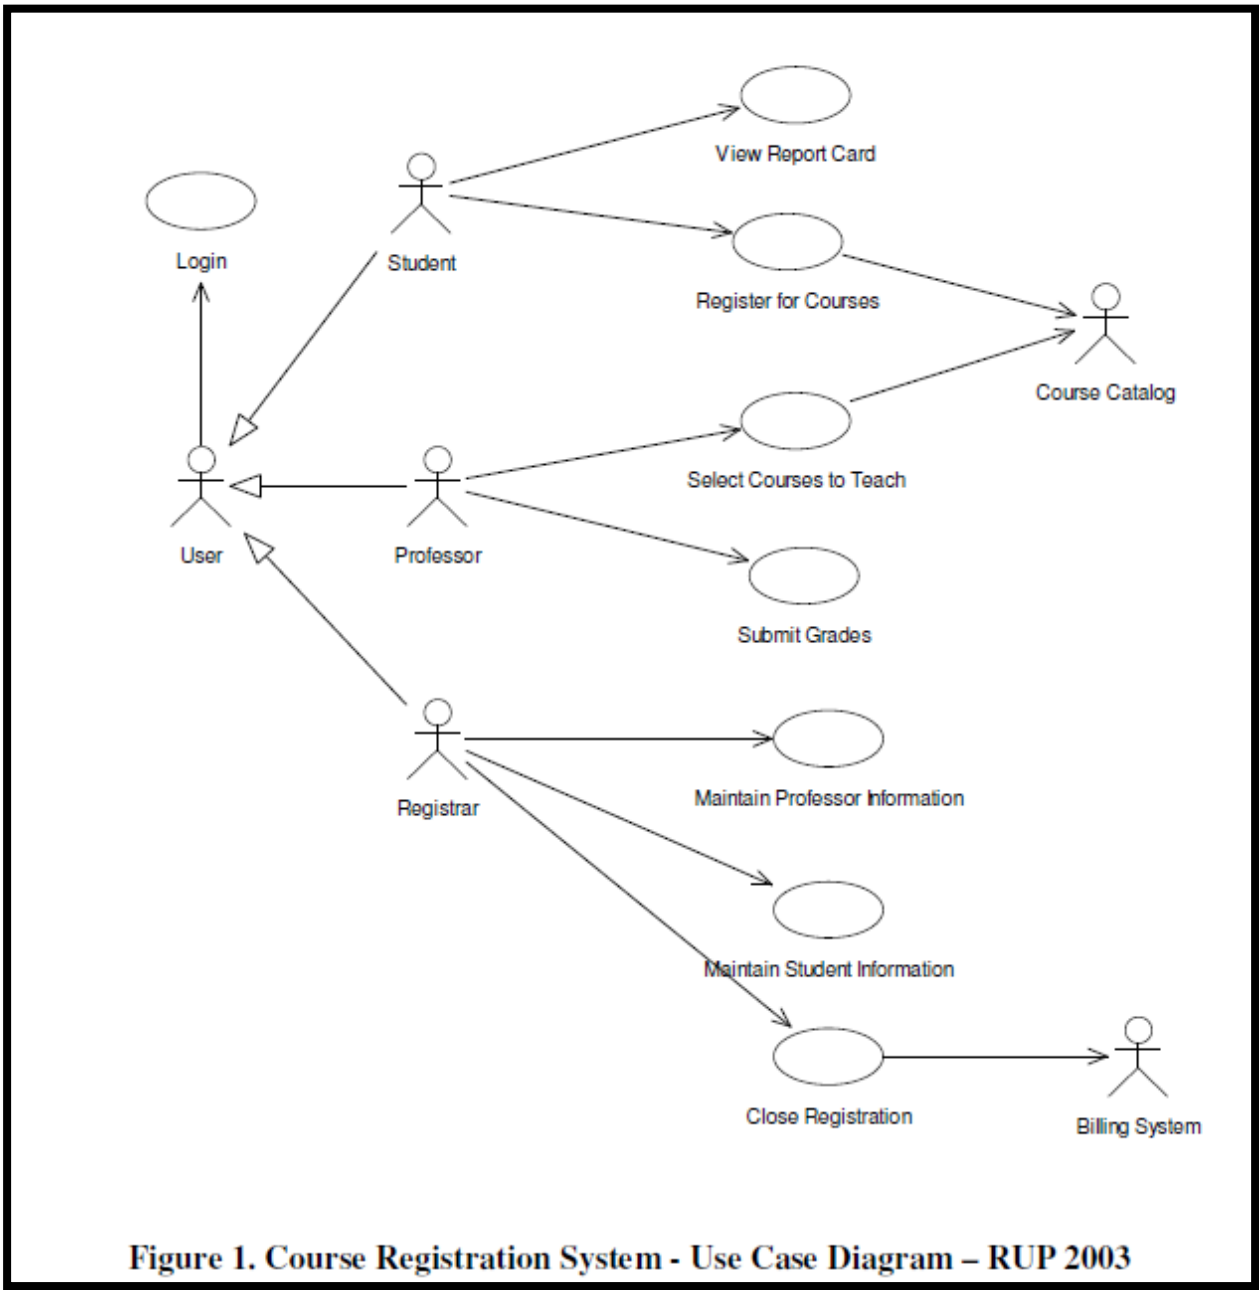 View Report Card
Login
Student
Register for Courses
Course Catalog
Select Courses to Teach
User
Professor
Submit Grades
Registrar
Maintain Professor Information
Maintain Student Information
Close Registration
Billing System
Figure 1. Course Registration System - Use Case Diagram – RUP 2003